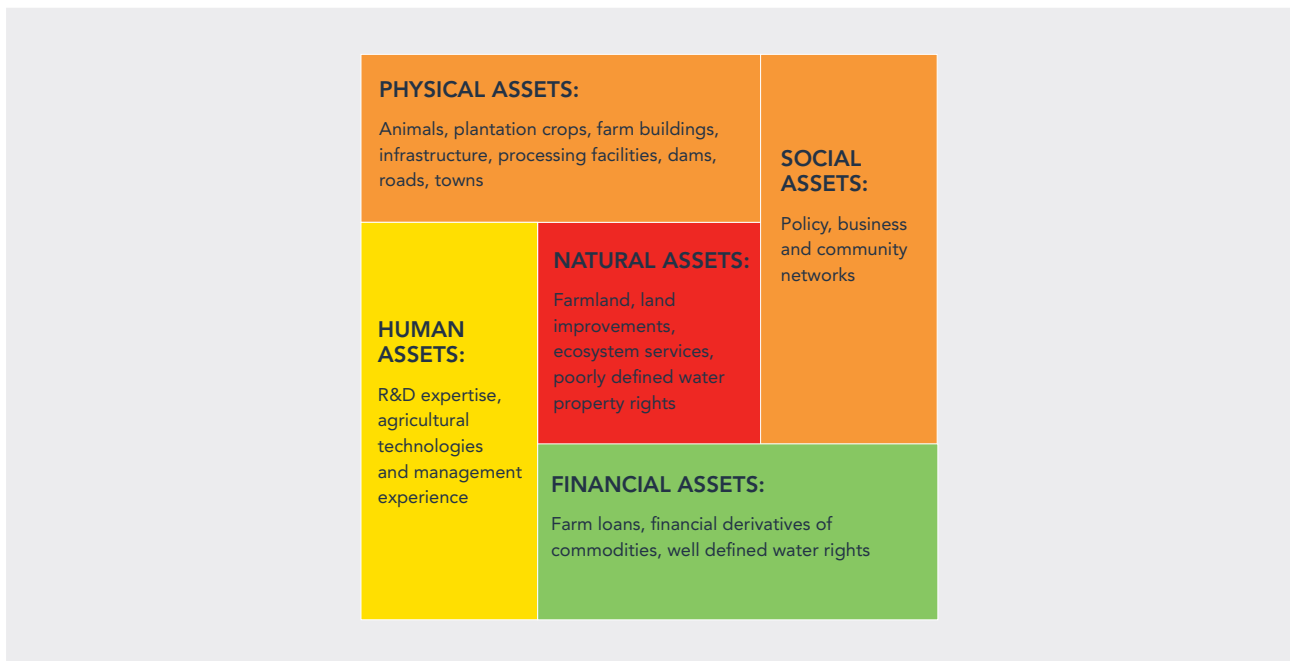 PHYSICAL ASSETS:
Animals, plantation crops, farm buildings,
infrastructure, processing facilities, dams,
roads, towns
SOCIAL
ASSETS:
Policy, business
and community
networks
NATURAL ASSETS:
Farmland, land
improvements,
ecosystem services,
poorly defined water
property rights
HUMAN
ASSETS:
R&D expertise,
agricultural
technologies
and management
experience
FINANCIAL ASSETS:
Farm loans, financial derivatives of
commodities, well defined water rights